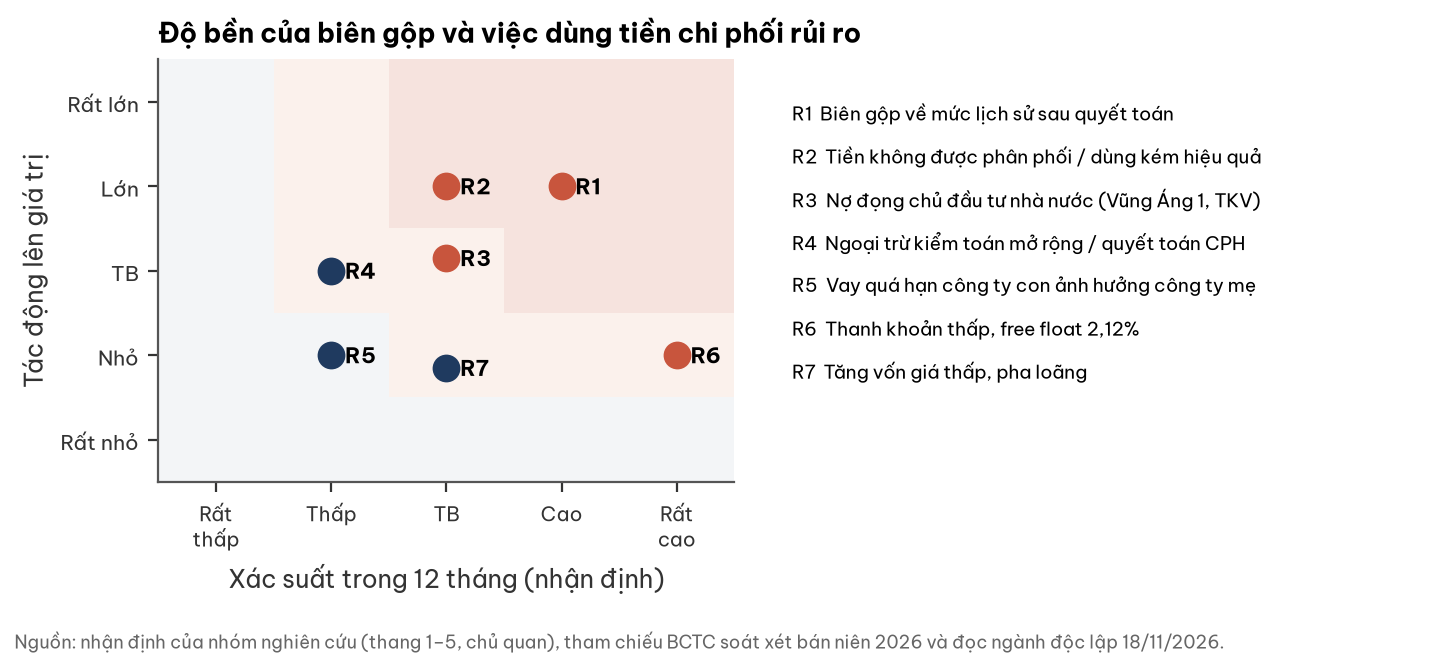 Độ bền của biên gộp và việc dùng tiền chi phối rủi ro
Tác động lên giá trị
Rất lớn
Lớn
TB
Nhỏ
Rất nhỏ
R2
R1
R3
R4
R5
R7
R6
Rất thấp
Thấp
TB
Cao
Rất cao
Xác suất trong 12 tháng (nhận định)
R1 Biên gộp về mức lịch sử sau quyết toán
R2 Tiền không được phân phối / dùng kém hiệu quả
R3 Nợ đọng chủ đầu tư nhà nước (Vũng Áng 1, TKV)
R4 Ngoại trừ kiểm toán mở rộng / quyết toán CPH
R5 Vay quá hạn công ty con ảnh hưởng công ty mẹ
R6 Thanh khoản thấp, free float 2,12%
R7 Tăng vốn giá thấp, pha loãng
Nguồn: nhận định của nhóm nghiên cứu (thang 1–5, chủ quan), tham chiếu BCTC soát xét bán niên 2026 và đọc ngành độc lập 18/11/2026.